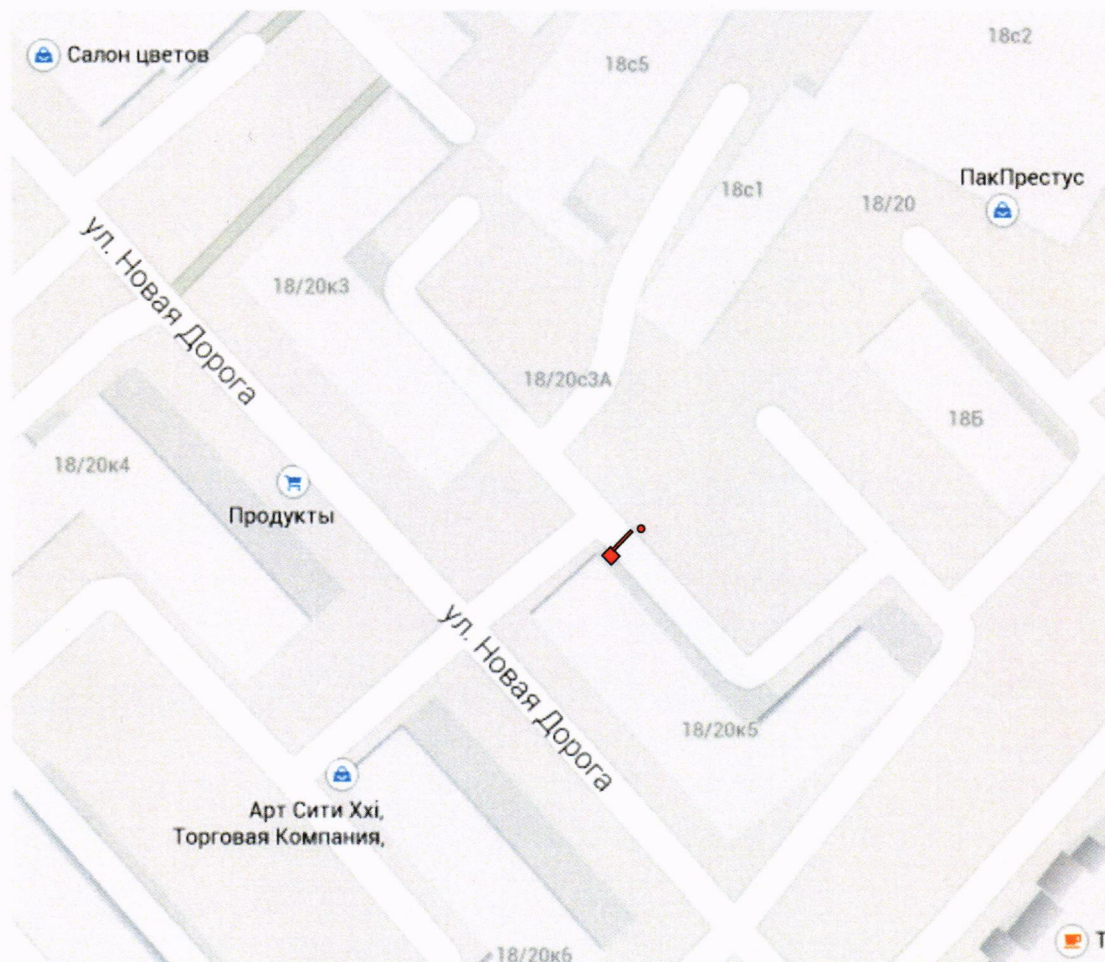 Салон цветов
18с5
18с2
ПакПрестус
18с1
18/20
ул. Новая Дорога
18/20к3
18/20с3А
18Б
18/20к4
Продукты
ул. Новая Дорога
18/20к5
Арт Сити Xxi,
Торговая Компания,
18/20к6
Т